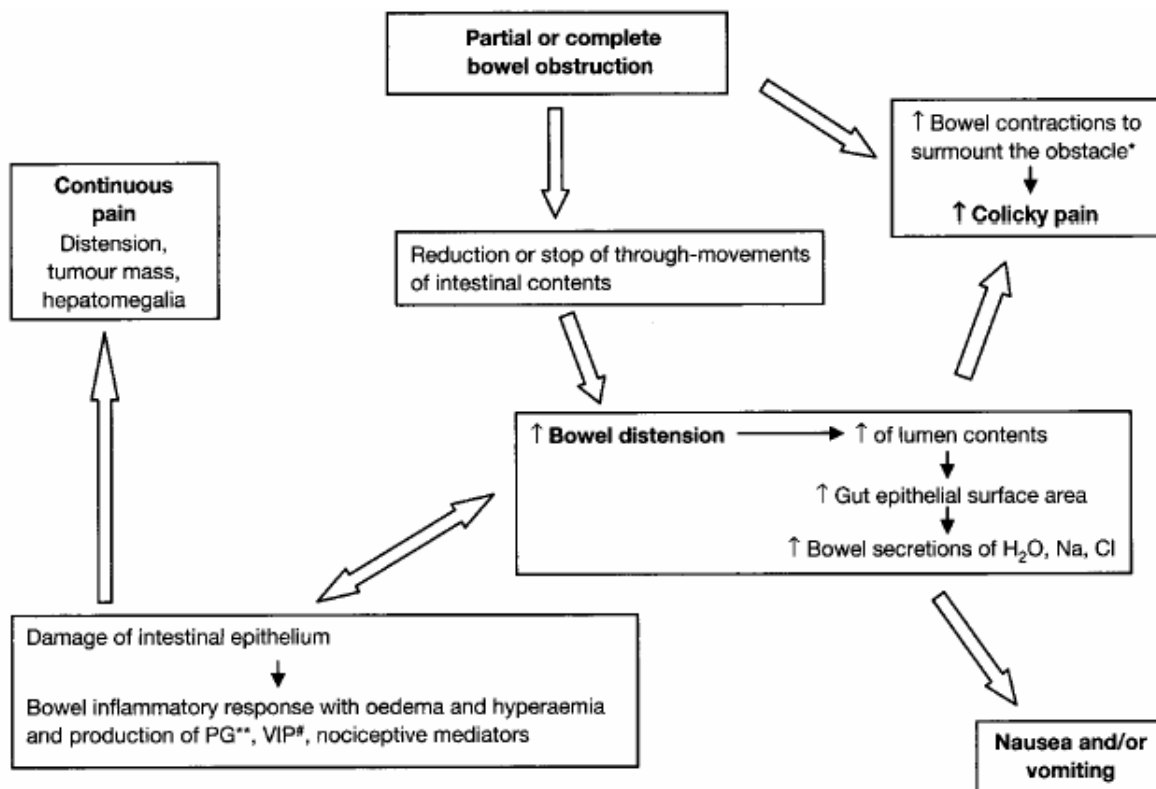 Partial or complete
bowel obstruction
↑ Bowel contractions to
surmount the obstacle*
↓
↑ Colicky pain
Continuous
pain
Distension,
tumour mass,
hepatomegalia
Reduction or stop of through-movements
of intestinal contents
↑ Bowel distension → ↑ of lumen contents
↓
↑ Gut epithelial surface area
↓
↑ Bowel secretions of H₂O, Na, Cl
Damage of intestinal epithelium
↓
Bowel inflammatory response with oedema and hyperaemia
and production of PG**, VIP#, nociceptive mediators
Nausea and/or
vomiting